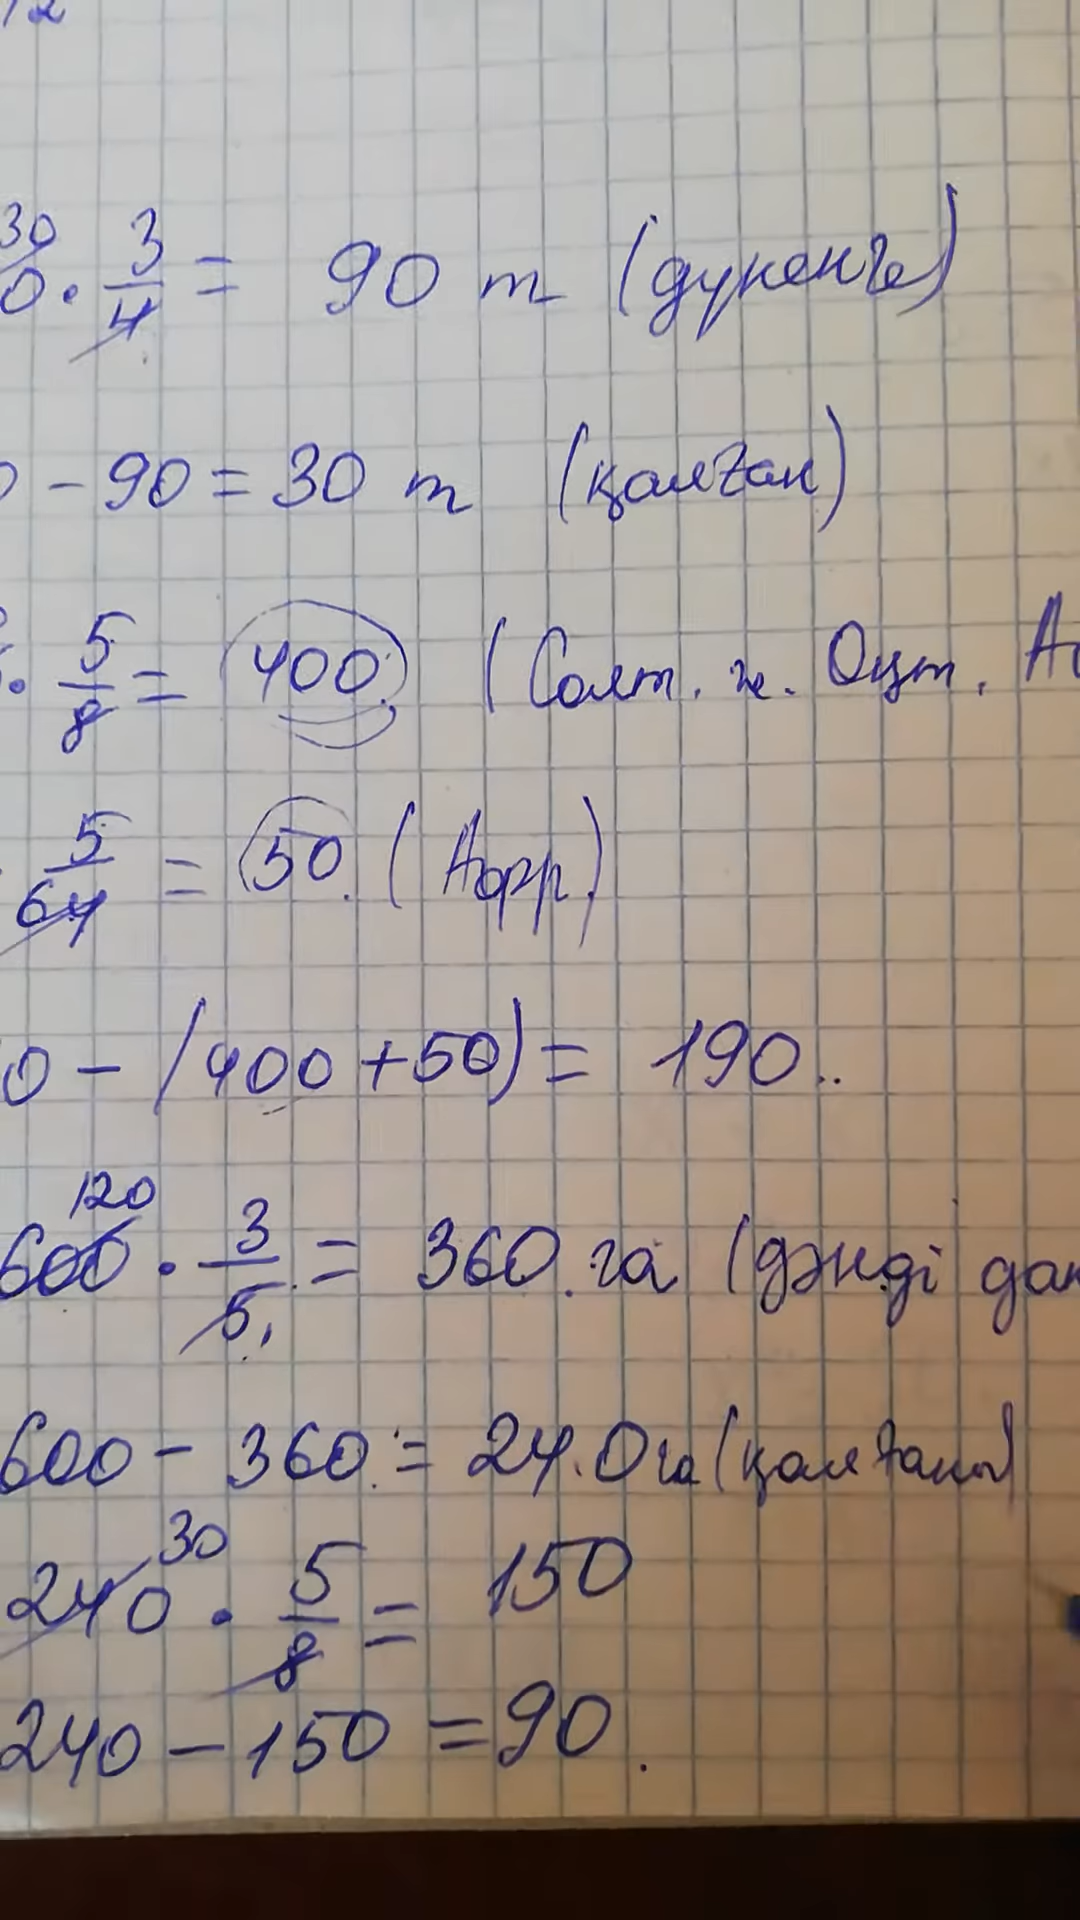 12
30
0 · 3/4 = 90 т (дүкенге)
0 - 90 = 30 т (қалған)
· 5/8 = 400. (Солт. ж. Оңт. А
5/64 = 50. (Афр.)
0 - (400 + 50) = 190..
120
600 · 3/5 = 360 га (дәнді дақ
600 - 360 = 240 га (қалғаны)
30
240 · 5/8 = 150
240 - 150 = 90.